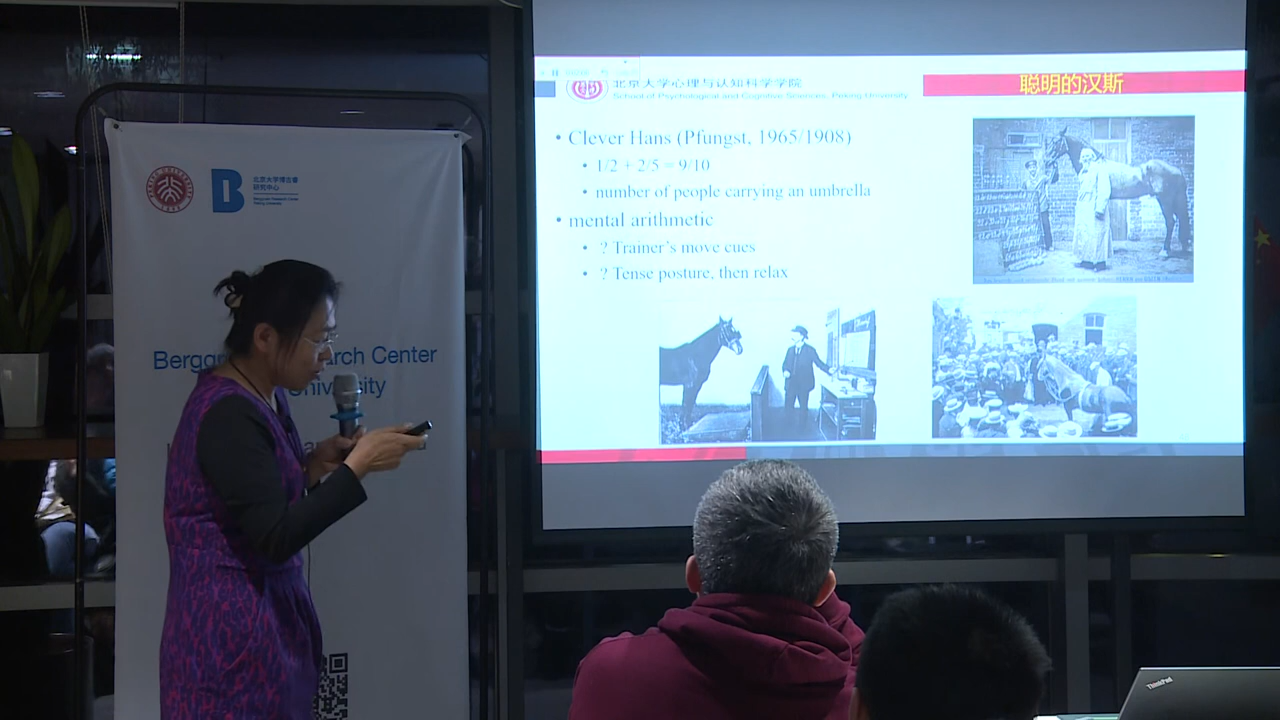 北京大学博古睿
研究中心
Berggruen Research Center
Peking University
Center
北京大学心理与认知科学学院
School of Psychological and Cognitive Sciences, Peking University
聪明的汉斯
• Clever Hans (Pfungst, 1965/1908)
• 1/2 + 2/5 = 9/10
• number of people carrying an umbrella
• mental arithmetic
• ? Trainer's move cues
• ? Tense posture, then relax
ThinkPad